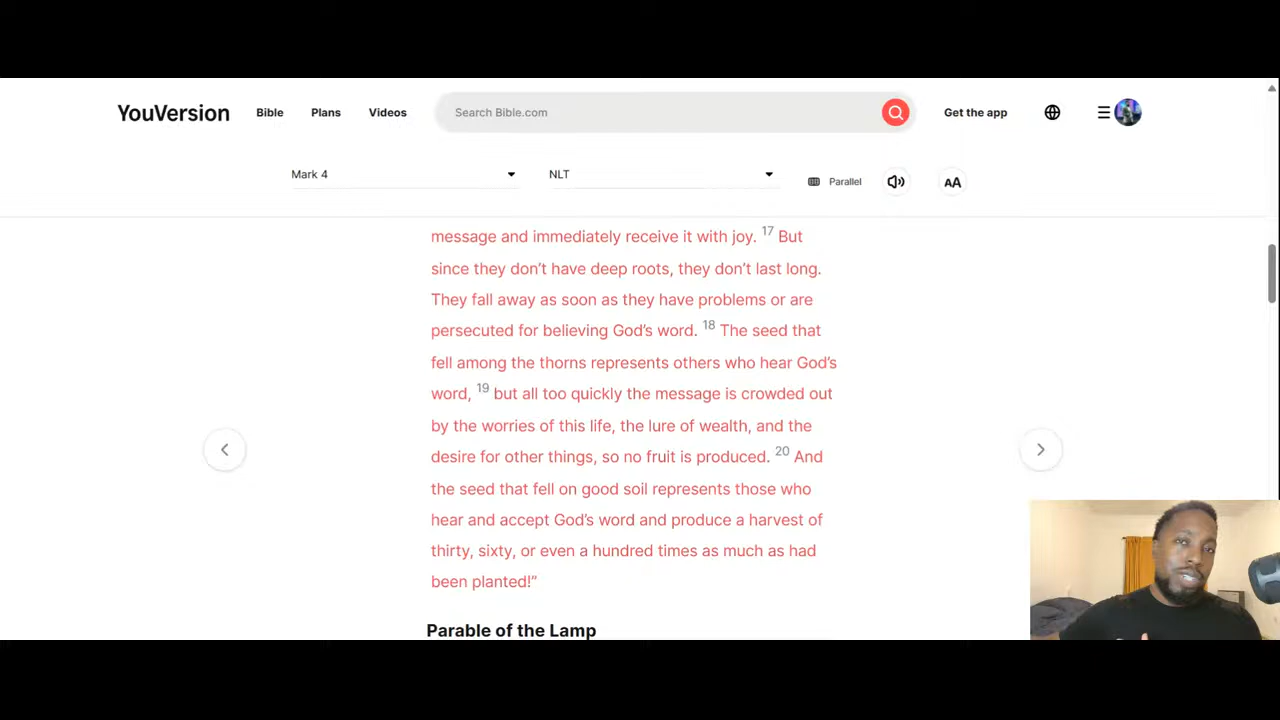 YouVersion Bible Plans Videos Search Bible.com Get the app
Mark 4 NLT Parallel AA
message and immediately receive it with joy. 17 But
since they don’t have deep roots, they don’t last long.
They fall away as soon as they have problems or are
persecuted for believing God’s word. 18 The seed that
fell among the thorns represents others who hear God’s
word, 19 but all too quickly the message is crowded out
by the worries of this life, the lure of wealth, and the
desire for other things, so no fruit is produced. 20 And
the seed that fell on good soil represents those who
hear and accept God’s word and produce a harvest of
thirty, sixty, or even a hundred times as much as had
been planted!”
Parable of the Lamp